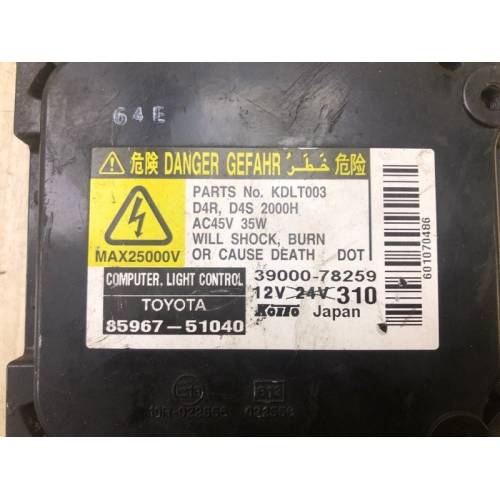 64E
危険 DANGER GEFAHR خَطَر 危险
PARTS No. KDLT003
D4R, D4S 2000H
AC45V 35W
WILL SHOCK, BURN
OR CAUSE DEATH DOT
MAX25000V
COMPUTER, LIGHT CONTROL
TOYOTA
85967-51040
39000-78259
12V 24V 310
Koito Japan
601070486